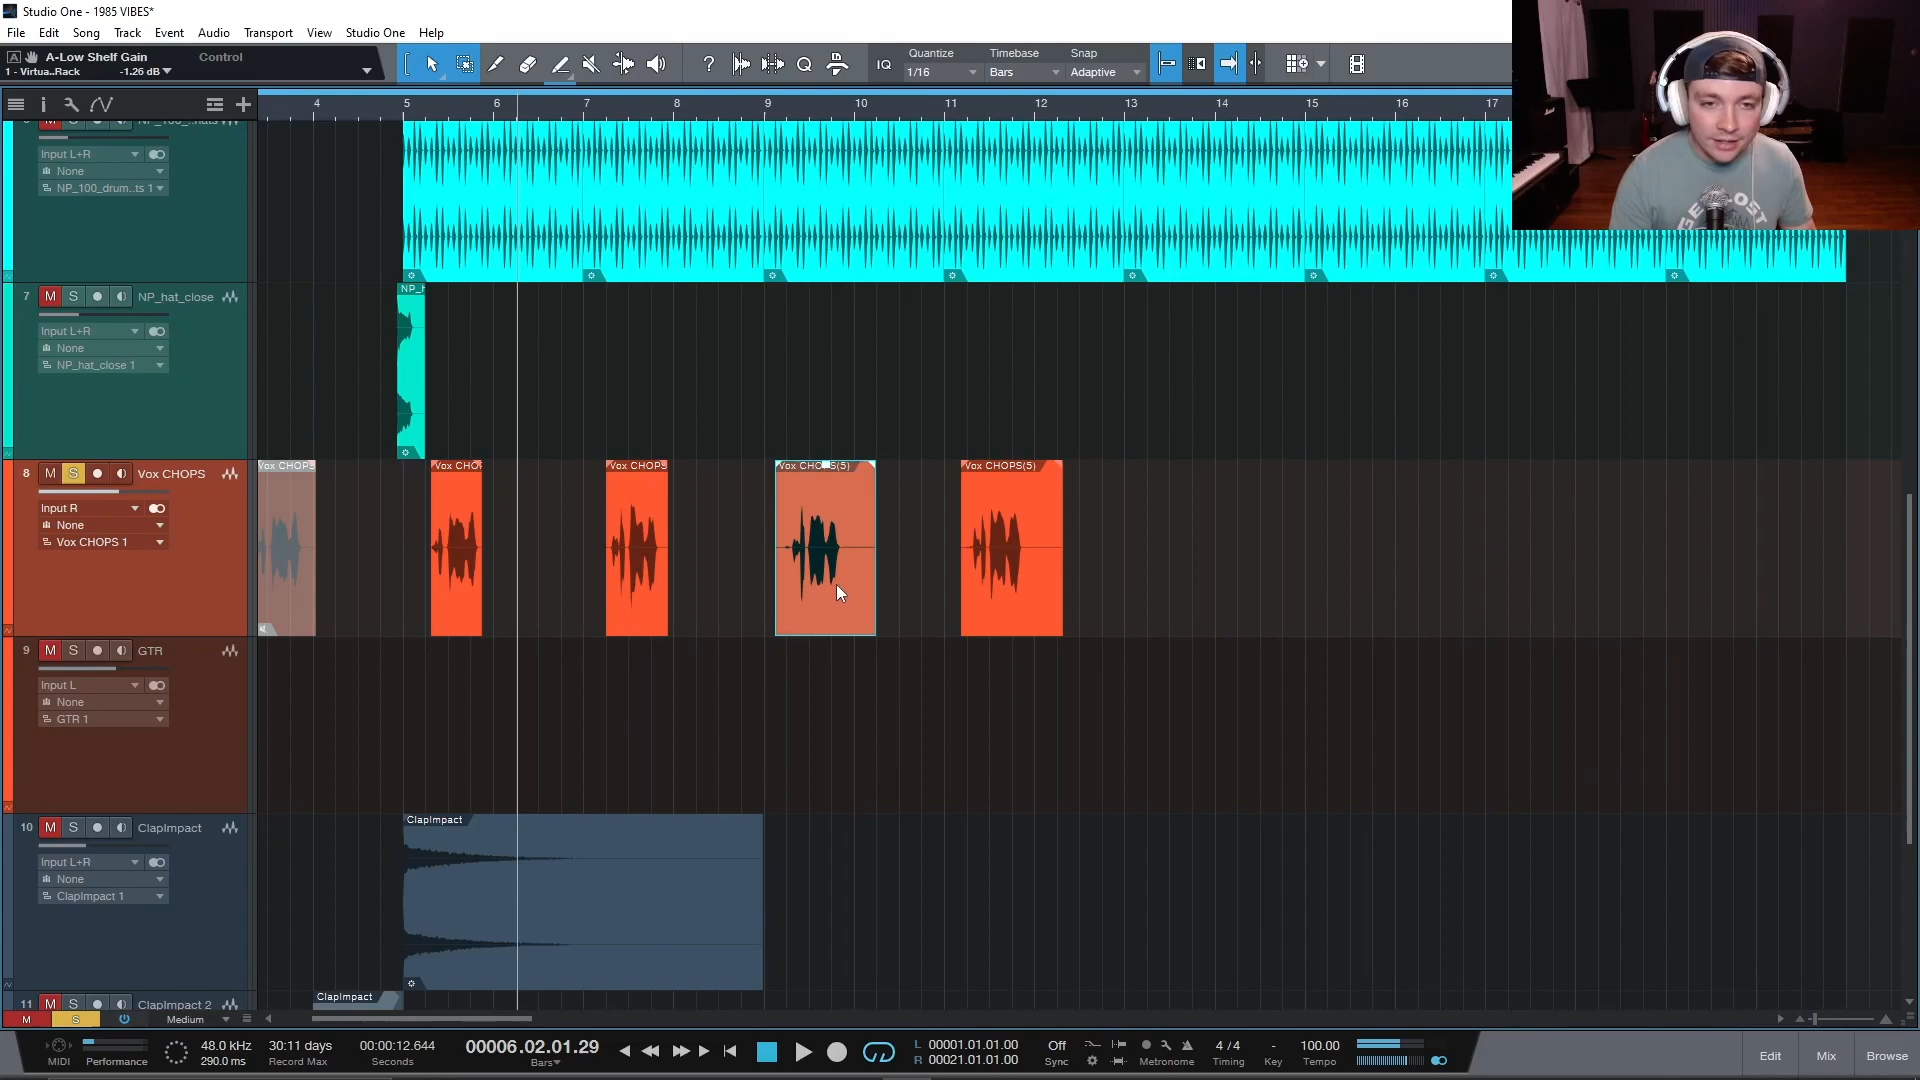 Studio One - 1985 VIBES*
File Edit Song Track Event Audio Transport View Studio One Help
A A-Low Shelf Gain Control
1 - Virtua..Rack -1.26 dB
IQ
Quantize Timebase Snap
1/16 Bars Adaptive
4 5 6 7 8 9 10 11 12 13 14 15 16 17
Input L+R
None
NP_100_drum..ts 1
7 M S NP_hat_close
Input L+R
None
NP_hat_close 1
8 M S Vox CHOPS
Input R
None
Vox CHOPS 1
Vox CHOPS Vox CHOP Vox CHOPS Vox CHOPS(5) Vox CHOPS(5)
9 M S GTR
Input L
None
GTR 1
10 M S ClapImpact
Input L+R
None
ClapImpact 1
ClapImpact
11 M S ClapImpact 2
ClapImpact
M S Medium
MIDI Performance
48.0 kHz
290.0 ms
30:11 days
Record Max
00:00:12.644
Seconds
00006.02.01.29
Bars
L 00001.01.01.00
R 00021.01.01.00
Off
Sync
Metronome
4 / 4
Timing
-
Key
100.00
Tempo
Edit Mix Browse